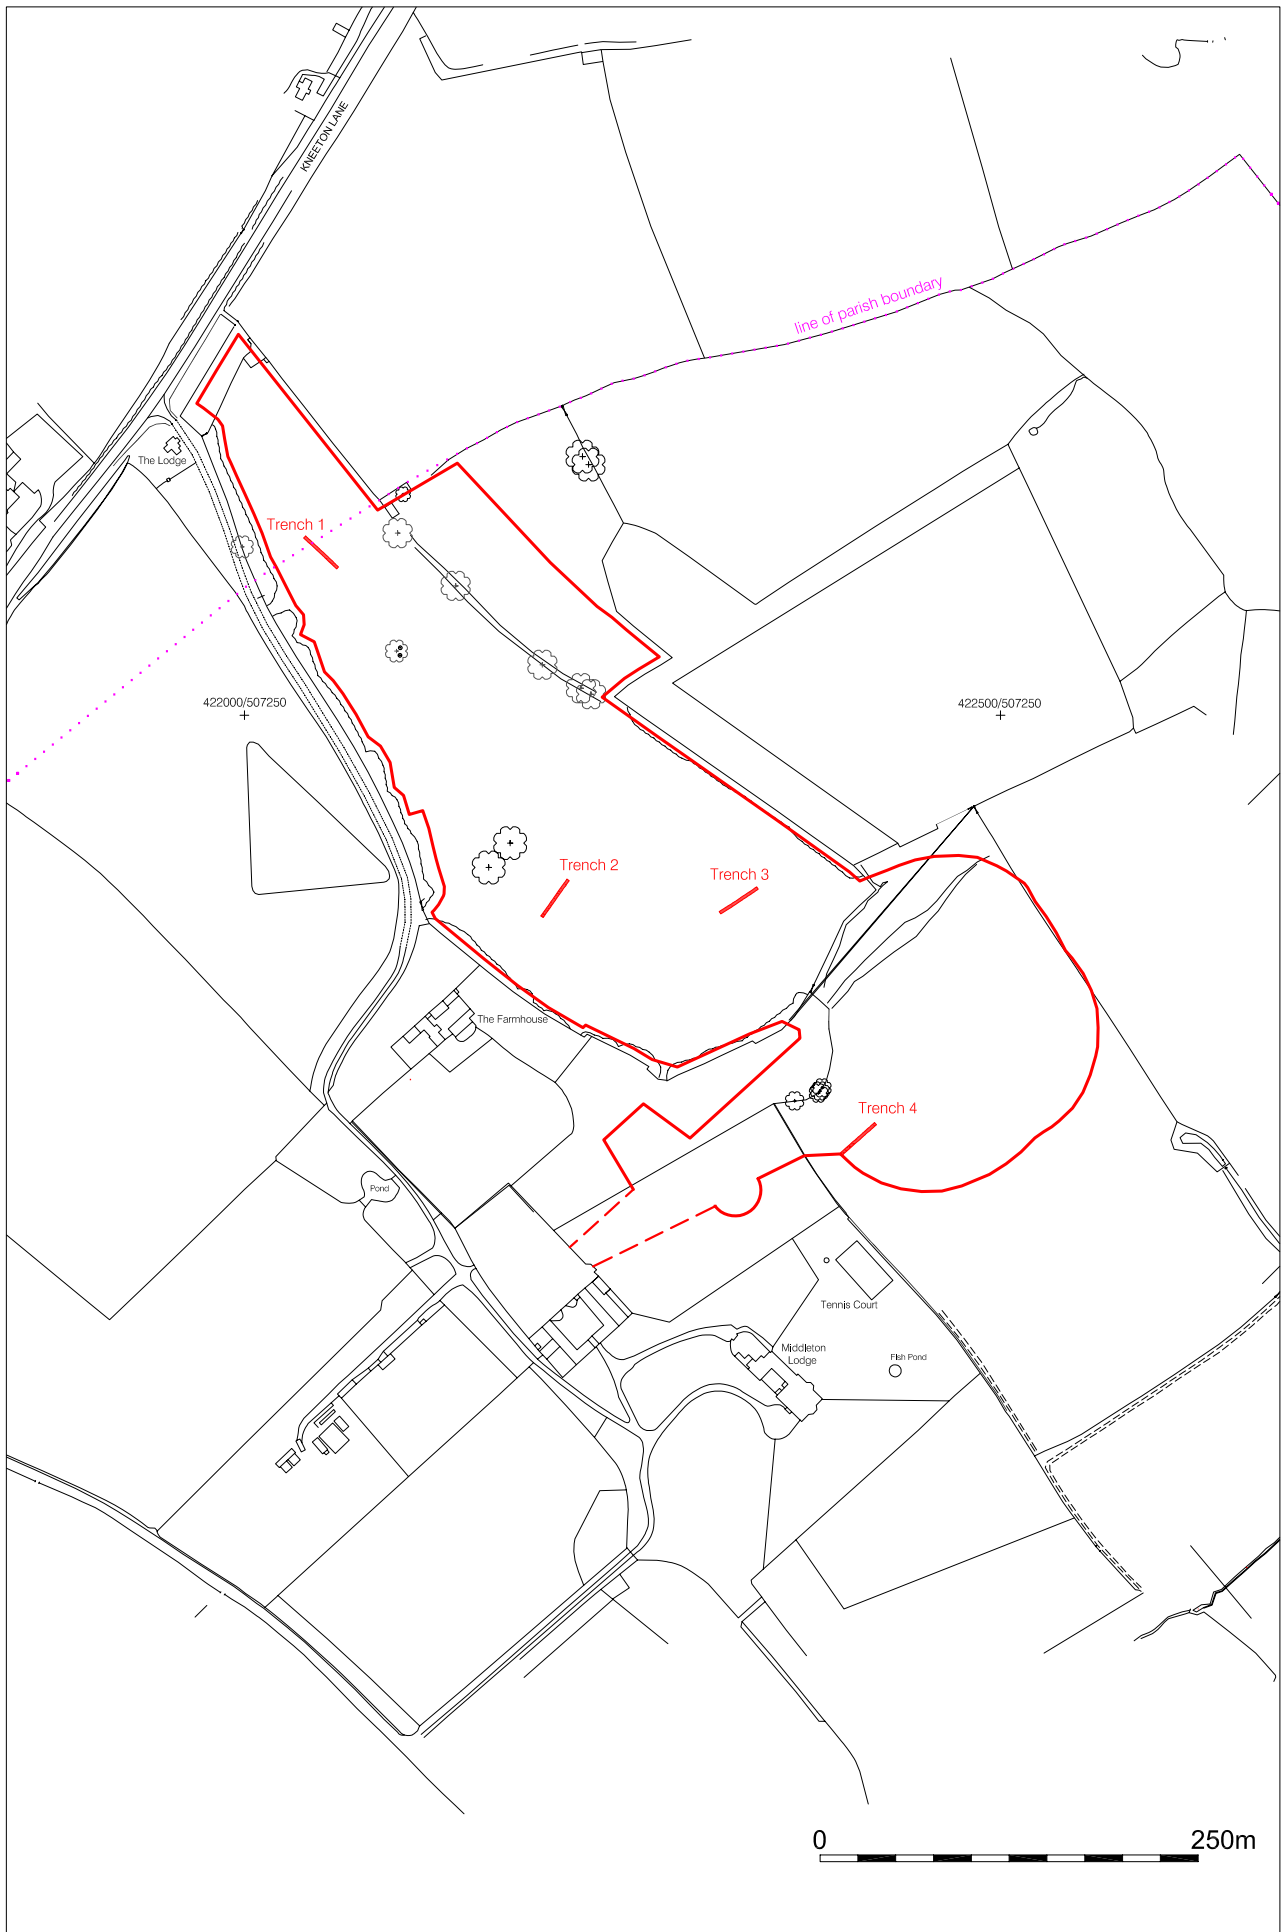 KNEETON LANE
line of parish boundary
The Lodge
Trench 1
422000/507250
422500/507250
Trench 2
Trench 3
The Farmhouse
Trench 4
Pond
Tennis Court
Middleton
Lodge
Fish Pond
0
250m